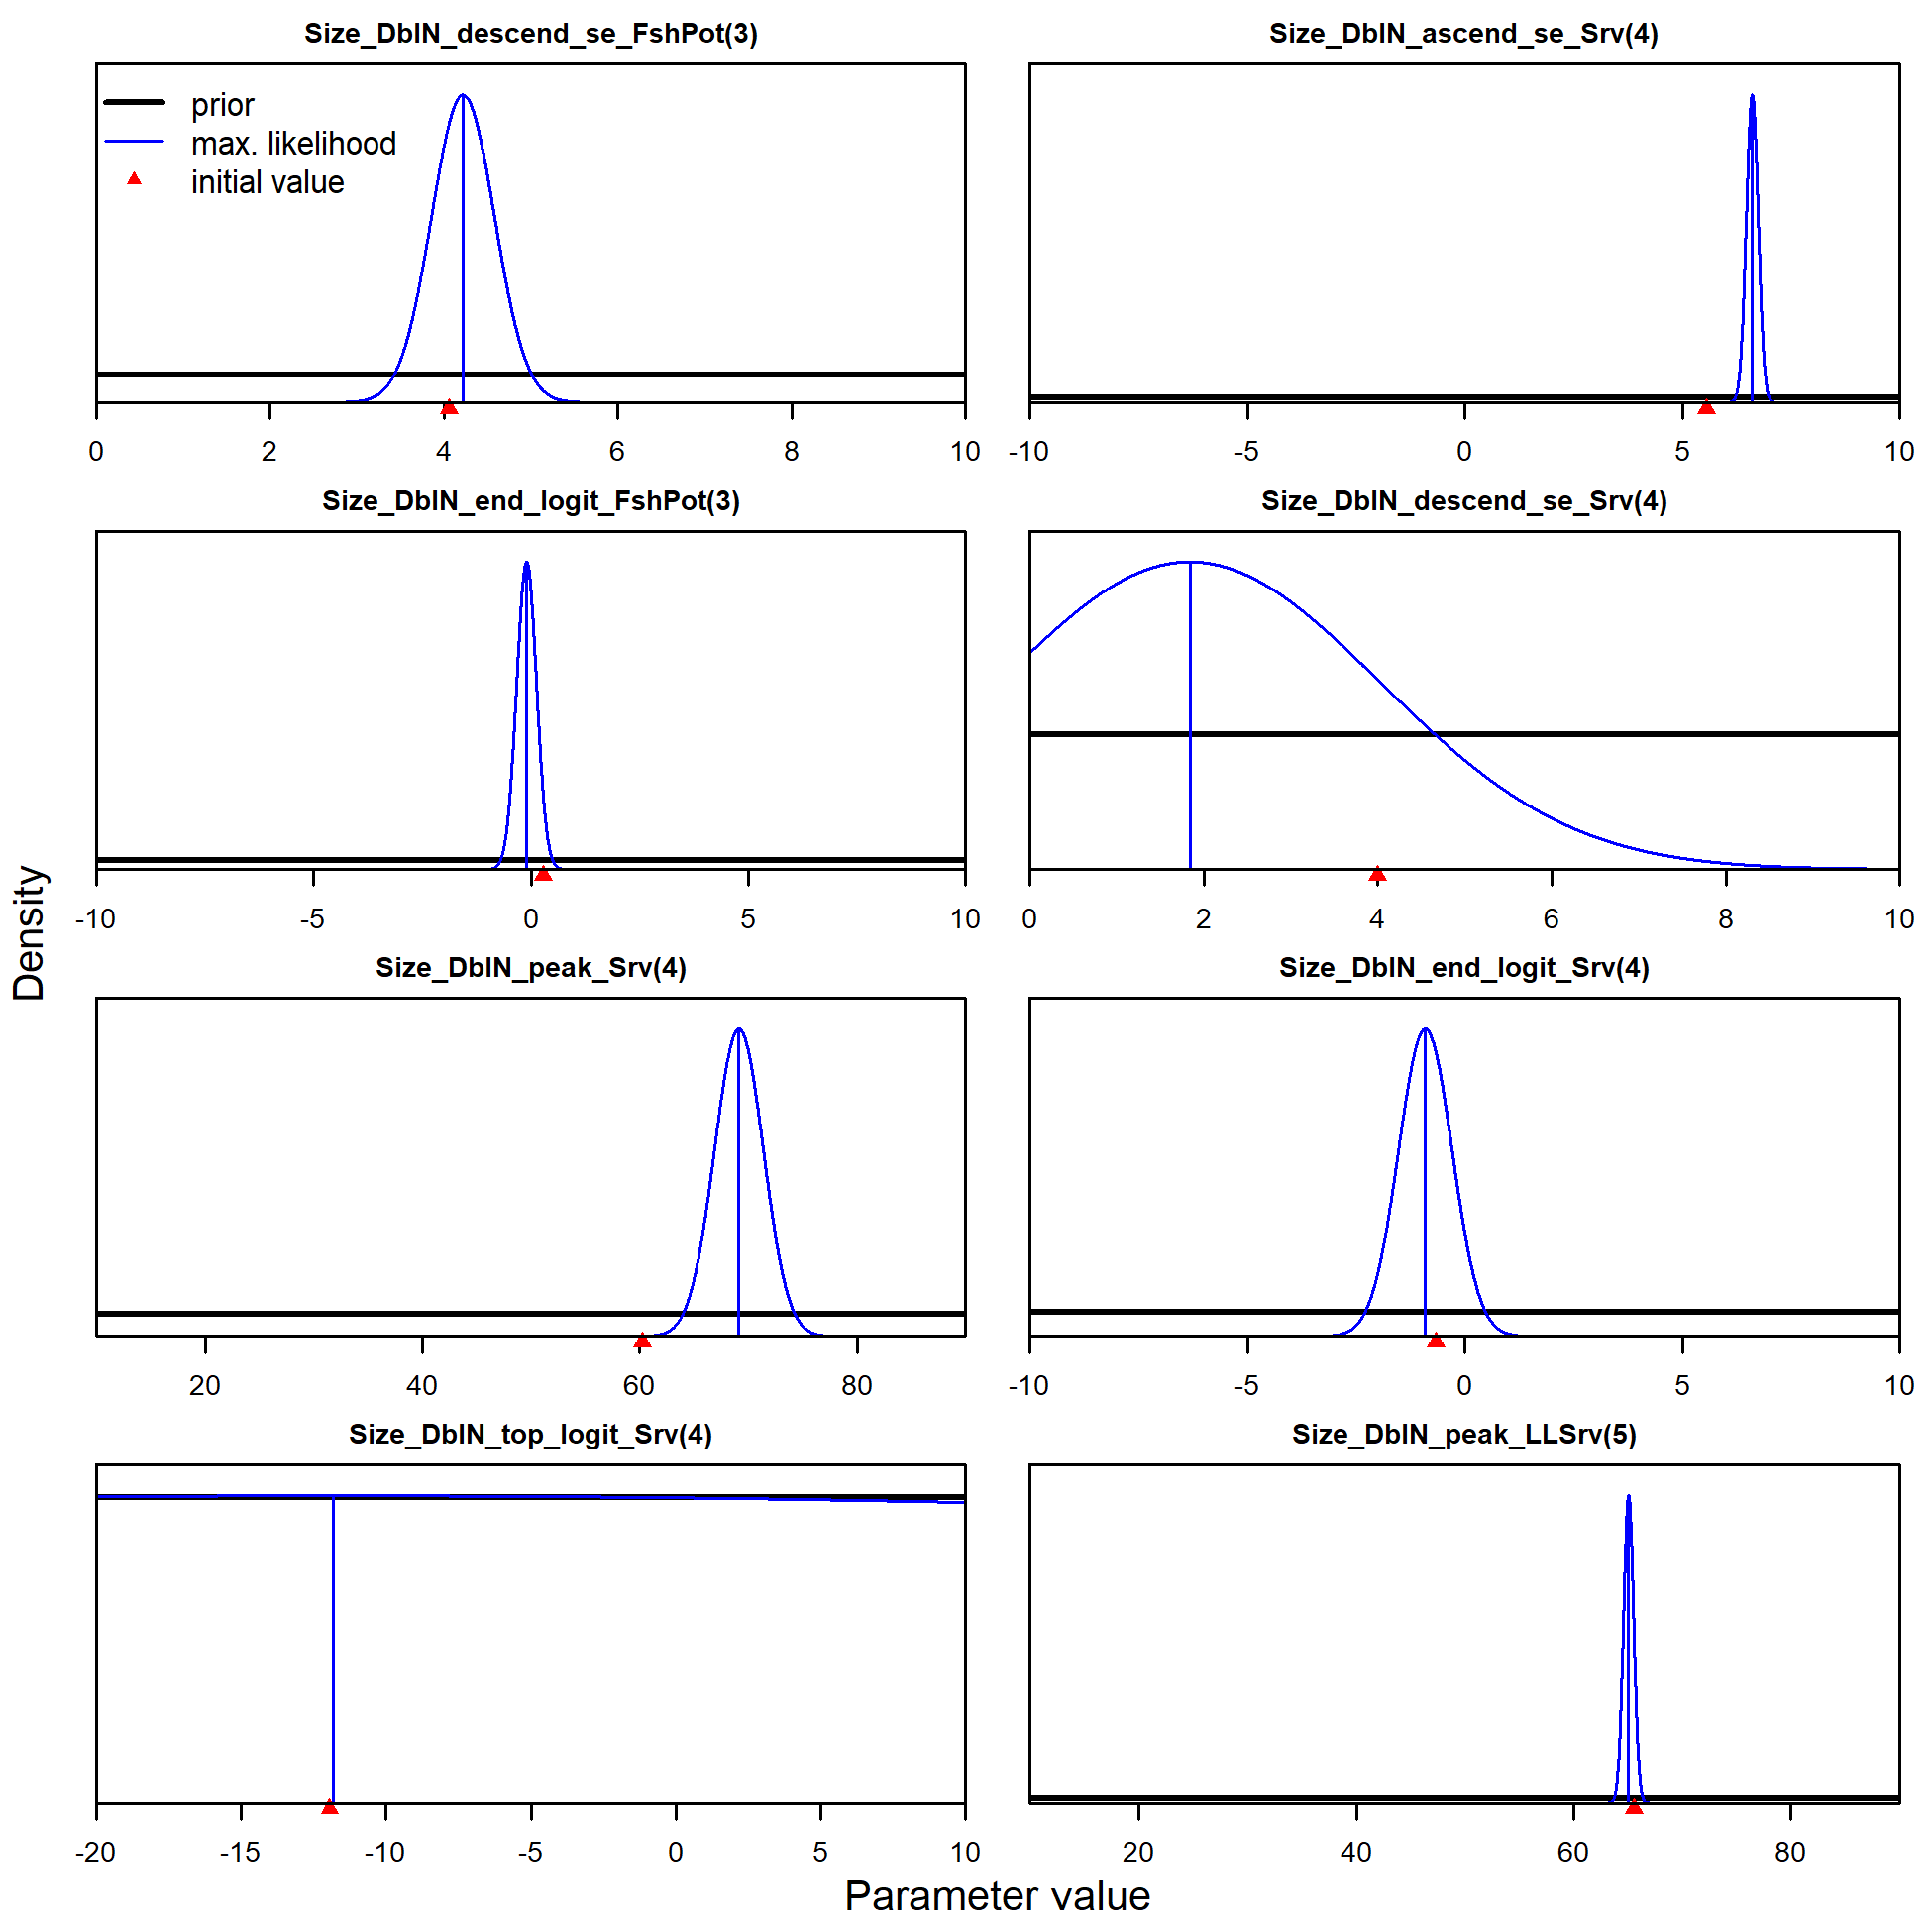 Size_DblN_descend_se_FshPot(3)
Size_DblN_ascend_se_Srv(4)
prior
max. likelihood
initial value
0 2 4 6 8 10
-10 -5 0 5 10
Size_DblN_end_logit_FshPot(3)
Size_DblN_descend_se_Srv(4)
-10 -5 0 5 10
0 2 4 6 8 10
Density
Size_DblN_peak_Srv(4)
Size_DblN_end_logit_Srv(4)
20 40 60 80
-10 -5 0 5 10
Size_DblN_top_logit_Srv(4)
Size_DblN_peak_LLSrv(5)
-20 -15 -10 -5 0 5 10
20 40 60 80
Parameter value